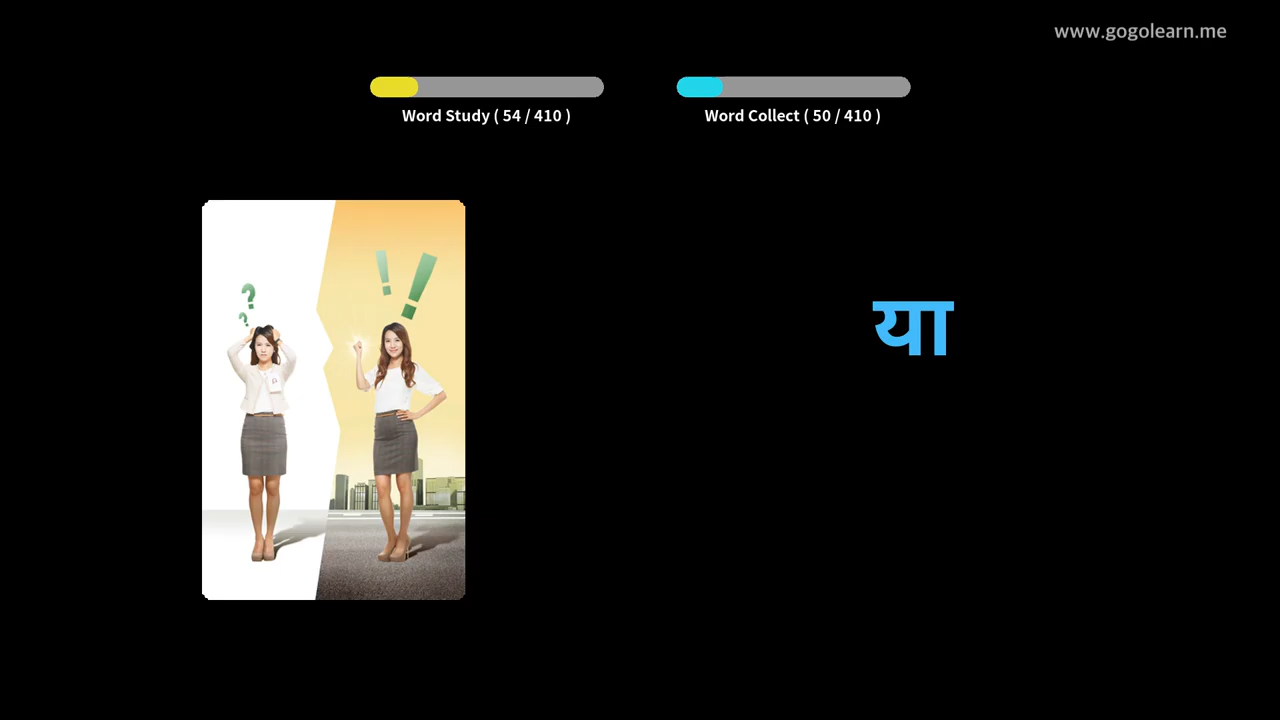 www.gogolearn.me
Word Study ( 54 / 410 )
Word Collect ( 50 / 410 )
? ?
! !
या